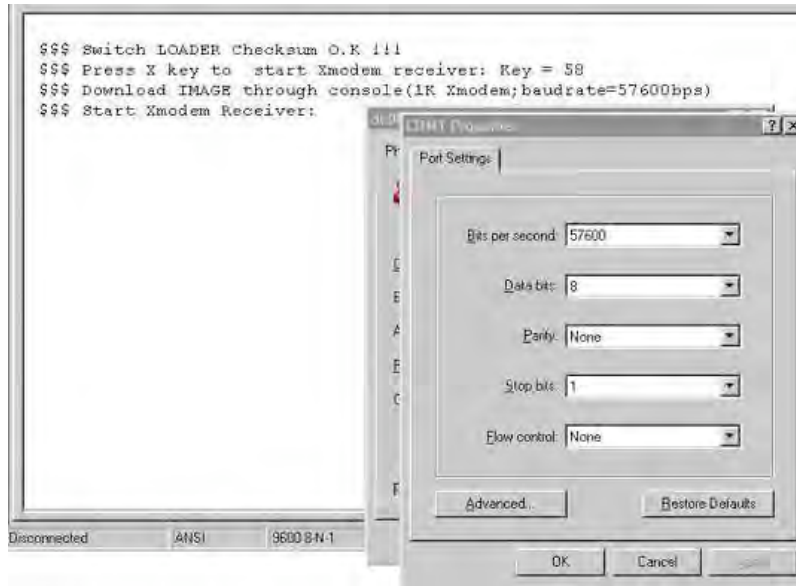 $$$ Switch LOADER Checksum O.K !!!
$$$ Press X key to  start Xmodem receiver: Key = 58
$$$ Download IMAGE through console(1K Xmodem;baudrate=57600bps)
$$$ Start Xmodem Receiver:
Port Settings
Bits per second: 57600
Data bits: 8
Parity: None
Stop bits: 1
Flow control: None
Advanced...
Restore Defaults
OK
Cancel
Disconnected
ANSI
9600 8-N-1